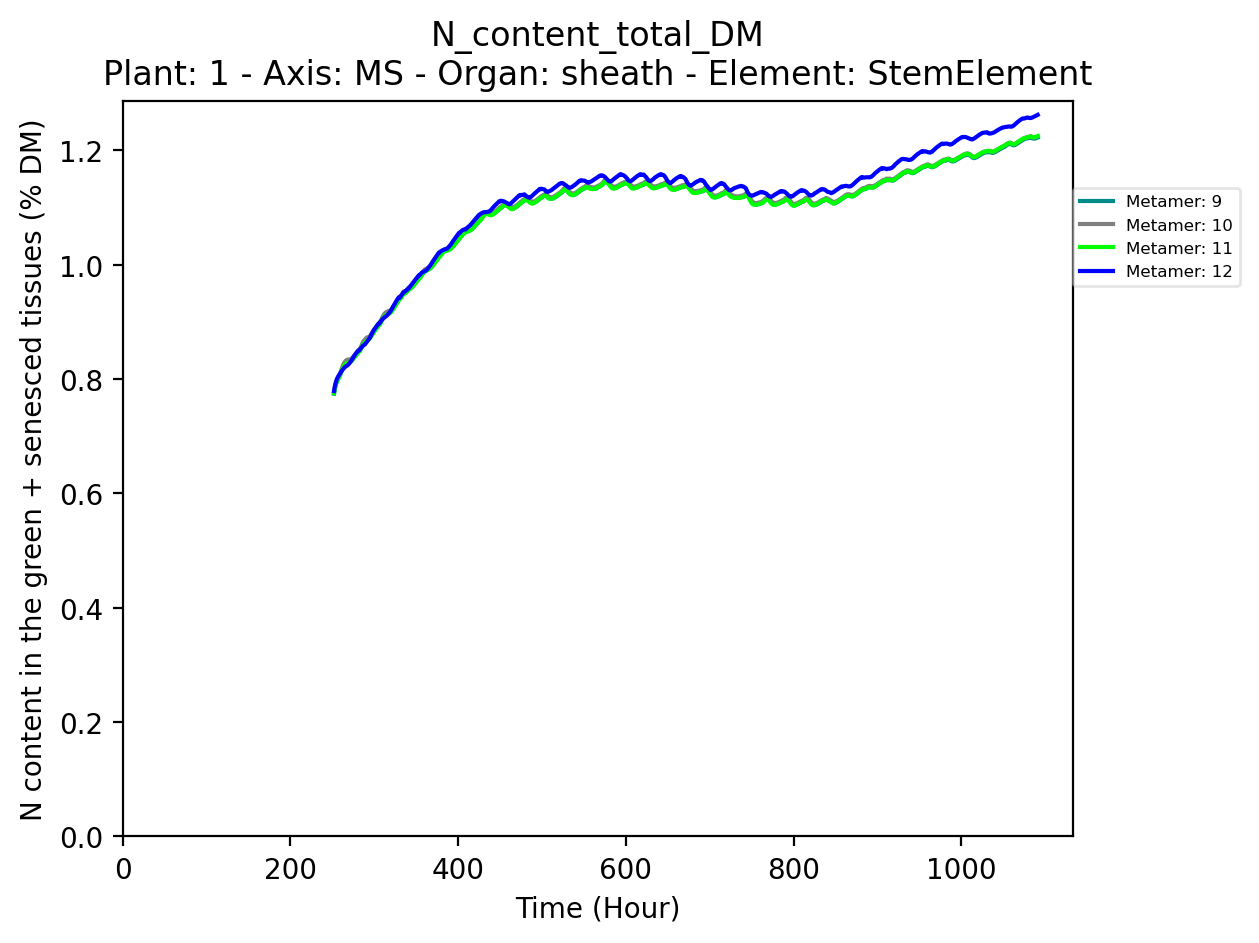 N_content_total_DM
Plant: 1 - Axis: MS - Organ: sheath - Element: StemElement
N content in the green + senesced tissues (% DM)
1.2
1.0
0.8
0.6
0.4
0.2
0.0
0 200 400 600 800 1000
Time (Hour)
Metamer: 9
Metamer: 10
Metamer: 11
Metamer: 12